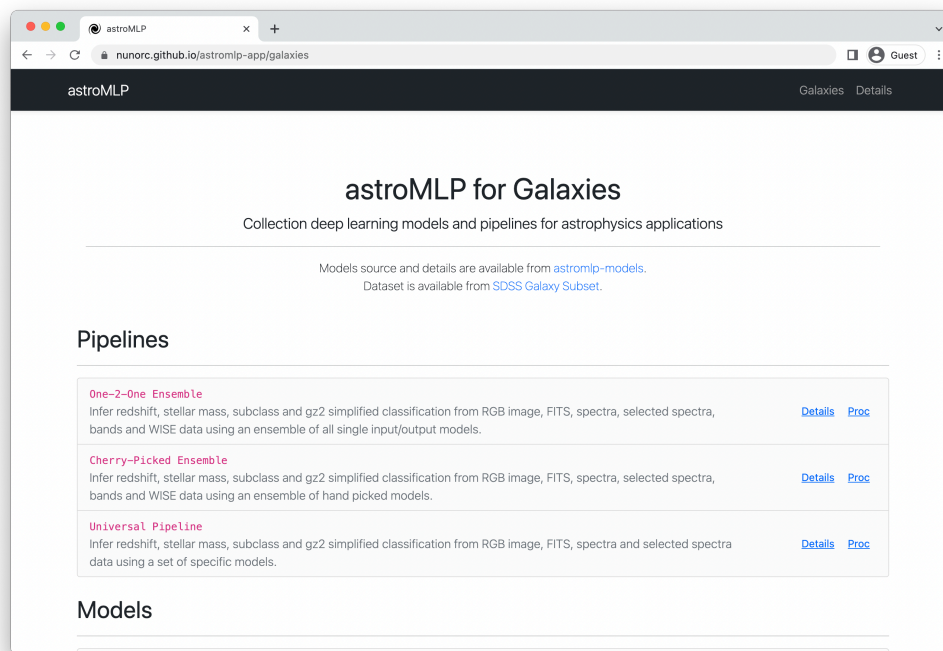 astroMLP
nunorc.github.io/astromlp-app/galaxies
Guest
astroMLP
Galaxies Details
astroMLP for Galaxies
Collection deep learning models and pipelines for astrophysics applications
Models source and details are available from astromlp-models.
Dataset is available from SDSS Galaxy Subset.
Pipelines
One-2-One Ensemble
Infer redshift, stellar mass, subclass and gz2 simplified classification from RGB image, FITS, spectra, selected spectra,
bands and WISE data using an ensemble of all single input/output models.
Details Proc
Cherry-Picked Ensemble
Infer redshift, stellar mass, subclass and gz2 simplified classification from RGB image, FITS, spectra, selected spectra,
bands and WISE data using an ensemble of hand picked models.
Details Proc
Universal Pipeline
Infer redshift, stellar mass, subclass and gz2 simplified classification from RGB image, FITS, spectra and selected spectra
data using a set of specific models.
Details Proc
Models